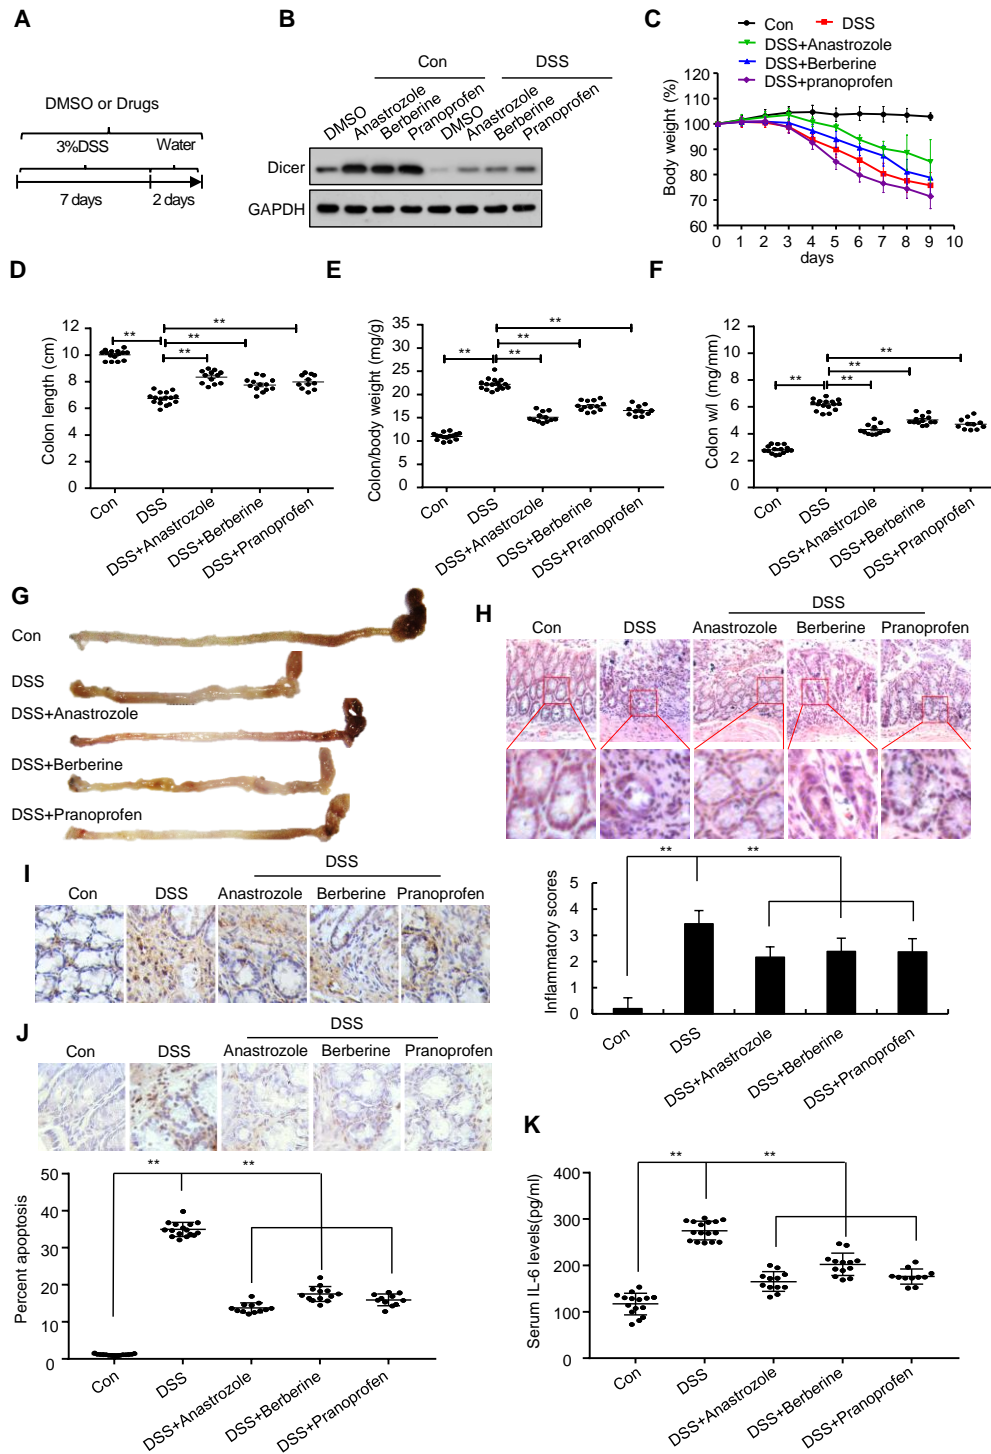 A
DMSO or Drugs
3%DSS
Water
7 days
2 days
B
Con
DSS
DMSO
Anastrozole
Berberine
Pranoprofen
DMSO
Anastrozole
Berberine
Pranoprofen
Dicer
GAPDH
C
Con
DSS
DSS+Anastrozole
DSS+Berberine
DSS+pranoprofen
Body weight (%)
120
110
100
90
80
70
60
0 1 2 3 4 5 6 7 8 9 10
days
D
Colon length (cm)
12
10
8
6
4
2
0
** ** ** **
Con
DSS
DSS+Anastrozole
DSS+Berberine
DSS+Pranoprofen
E
Colon/body weight (mg/g)
35
30
25
20
15
10
5
0
** ** ** **
Con
DSS
DSS+Anastrozole
DSS+Berberine
DSS+Pranoprofen
F
Colon w/l (mg/mm)
12
10
8
6
4
2
0
** ** ** **
Con
DSS
DSS+Anastrozole
DSS+Berberine
DSS+Pranoprofen
G
Con
DSS
DSS+Anastrozole
DSS+Berberine
DSS+Pranoprofen
H
DSS
Con DSS Anastrozole Berberine Pranoprofen
** **
Inflammatory scores
5
4
3
2
1
0
Con
DSS
DSS+Anastrozole
DSS+Berberine
DSS+Pranoprofen
I
DSS
Con DSS Anastrozole Berberine Pranoprofen
J
DSS
Con DSS Anastrozole Berberine Pranoprofen
** **
Percent apoptosis
50
40
30
20
10
0
Con
DSS
DSS+Anastrozole
DSS+Berberine
DSS+Pranoprofen
K
** **
Serum IL-6 levels(pg/ml)
400
300
200
100
0
Con
DSS
DSS+Anastrozole
DSS+Berberine
DSS+Pranoprofen